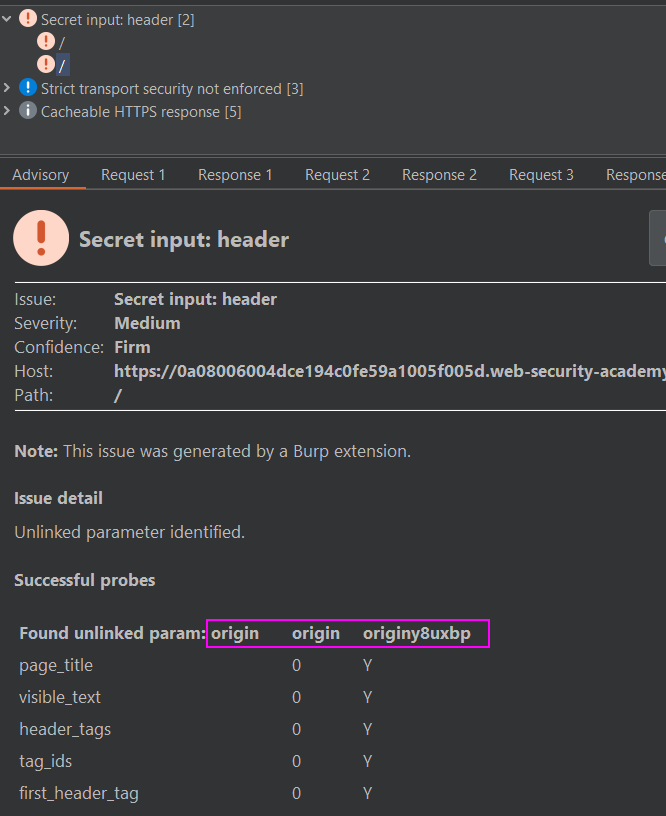 Secret input: header [2]
/
/
Strict transport security not enforced [3]
Cacheable HTTPS response [5]
Advisory Request 1 Response 1 Request 2 Response 2 Request 3 Response
Secret input: header
Issue: Secret input: header
Severity: Medium
Confidence: Firm
Host: https://0a08006004dce194c0fe59a1005f005d.web-security-academy
Path: /
Note: This issue was generated by a Burp extension.
Issue detail
Unlinked parameter identified.
Successful probes
Found unlinked param: origin origin originy8uxbp
page_title 0 Y
visible_text 0 Y
header_tags 0 Y
tag_ids 0 Y
first_header_tag 0 Y